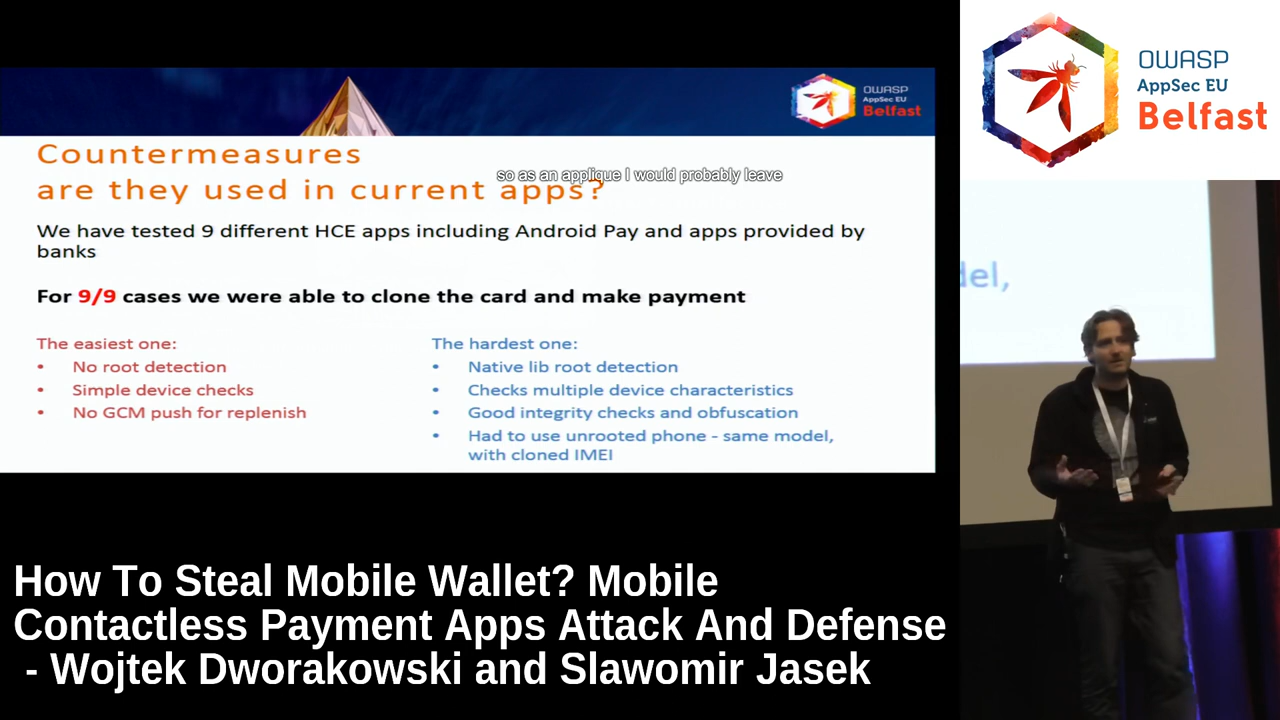 OWASP
AppSec EU
Belfast
OWASP
AppSec EU
Belfast
Countermeasures
are they used in current apps?
so as an applique I would probably leave
We have tested 9 different HCE apps including Android Pay and apps provided by
banks
For 9/9 cases we were able to clone the card and make payment
The easiest one:
• No root detection
• Simple device checks
• No GCM push for replenish
The hardest one:
• Native lib root detection
• Checks multiple device characteristics
• Good integrity checks and obfuscation
• Had to use unrooted phone - same model,
with cloned IMEI
del,
How To Steal Mobile Wallet? Mobile
Contactless Payment Apps Attack And Defense
- Wojtek Dworakowski and Slawomir Jasek